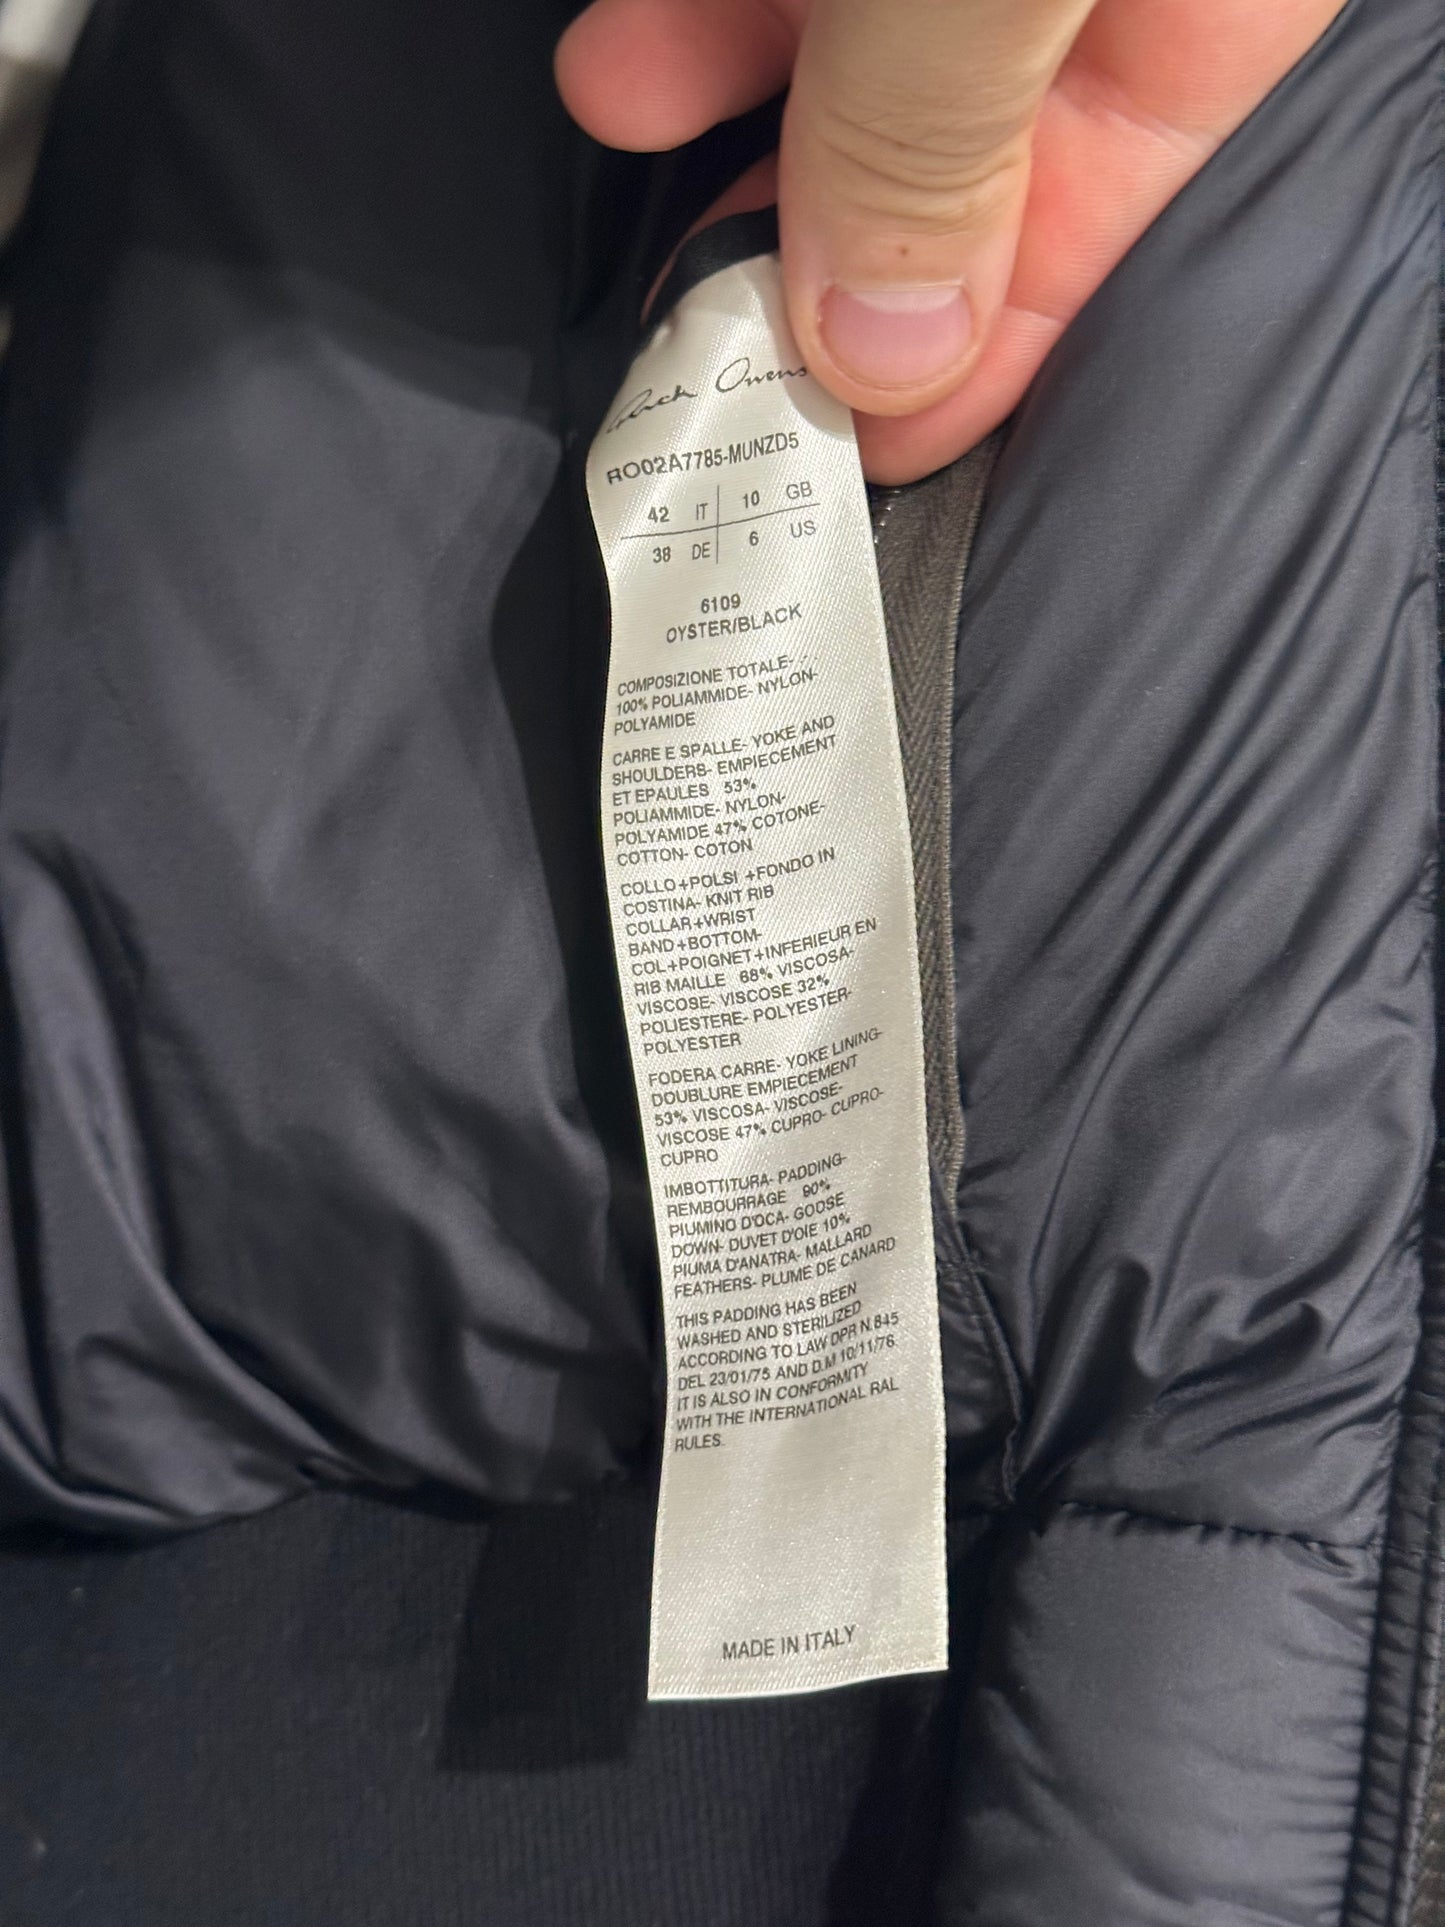 Rick Owens
RO02A7785-MUNZD5
42 IT 10 GB
38 DE 6 US
6109
OYSTER/BLACK
COMPOSIZIONE TOTALE- -
100% POLIAMMIDE- NYLON-
POLYAMIDE
CARRE E SPALLE- YOKE AND
SHOULDERS- EMPIECEMENT
ET EPAULES 53%
POLIAMMIDE- NYLON-
POLYAMIDE 47% COTONE-
COTTON- COTON
COLLO+POLSI +FONDO IN
COSTINA- KNIT RIB
COLLAR+WRIST
BAND+BOTTOM-
COL+POIGNET+INFERIEUR EN
RIB MAILLE 68% VISCOSA-
VISCOSE- VISCOSE 32%
POLIESTERE- POLYESTER-
POLYESTER
FODERA CARRE- YOKE LINING-
DOUBLURE EMPIECEMENT
53% VISCOSA- VISCOSE-
VISCOSE 47% CUPRO- CUPRO-
CUPRO
IMBOTTITURA- PADDING-
REMBOURRAGE 90%
PIUMINO D'OCA- GOOSE
DOWN- DUVET D'OIE 10%
PIUMA D'ANATRA- MALLARD
FEATHERS- PLUME DE CANARD
THIS PADDING HAS BEEN
WASHED AND STERILIZED
ACCORDING TO LAW DPR N.845
DEL 23/01/75 AND D.M 10/11/76.
IT IS ALSO IN CONFORMITY
WITH THE INTERNATIONAL RAL
RULES.
MADE IN ITALY